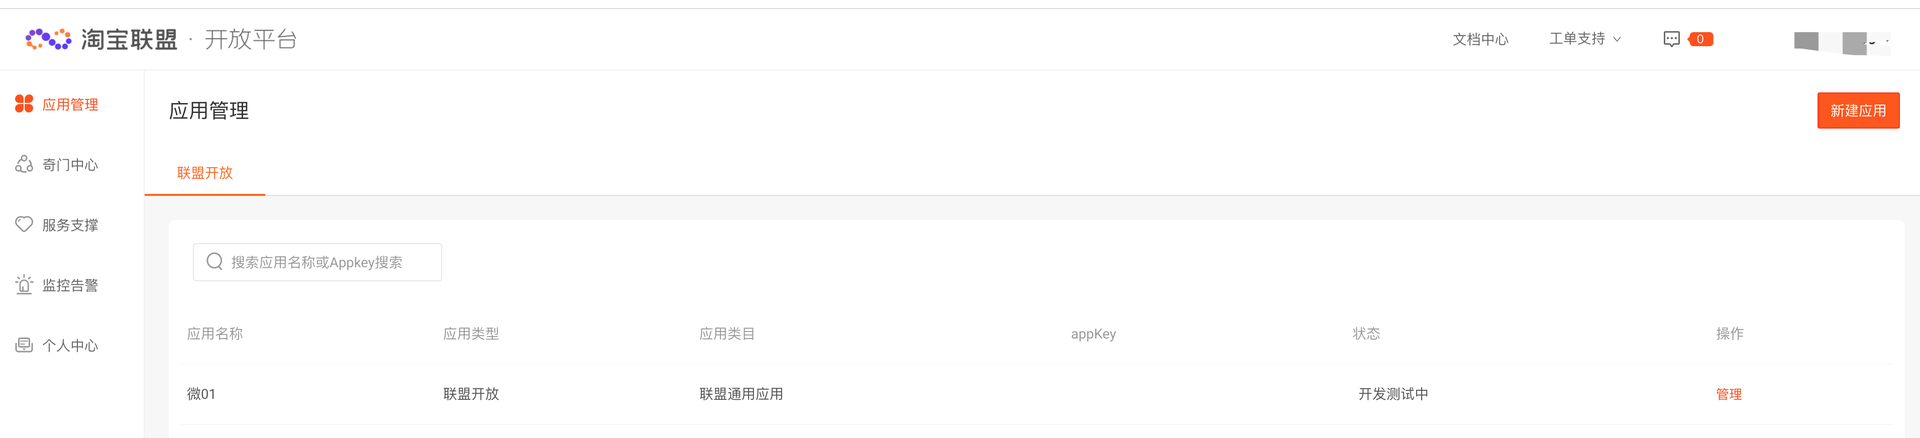 淘宝联盟 · 开放平台
文档中心 工单支持 0
应用管理
奇门中心
服务支撑
监控告警
个人中心
应用管理
新建应用
联盟开放
搜索应用名称或Appkey搜索
应用名称 应用类型 应用类目 appKey 状态 操作
微01 联盟开放 联盟通用应用 开发测试中 管理